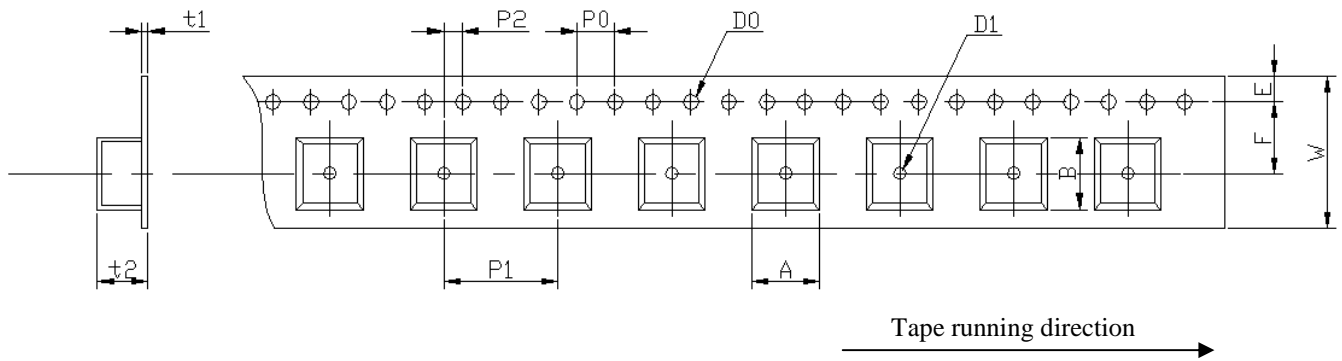 t1
P2
P0
D0
D1
E
F
W
B
t2
P1
A
Tape running direction